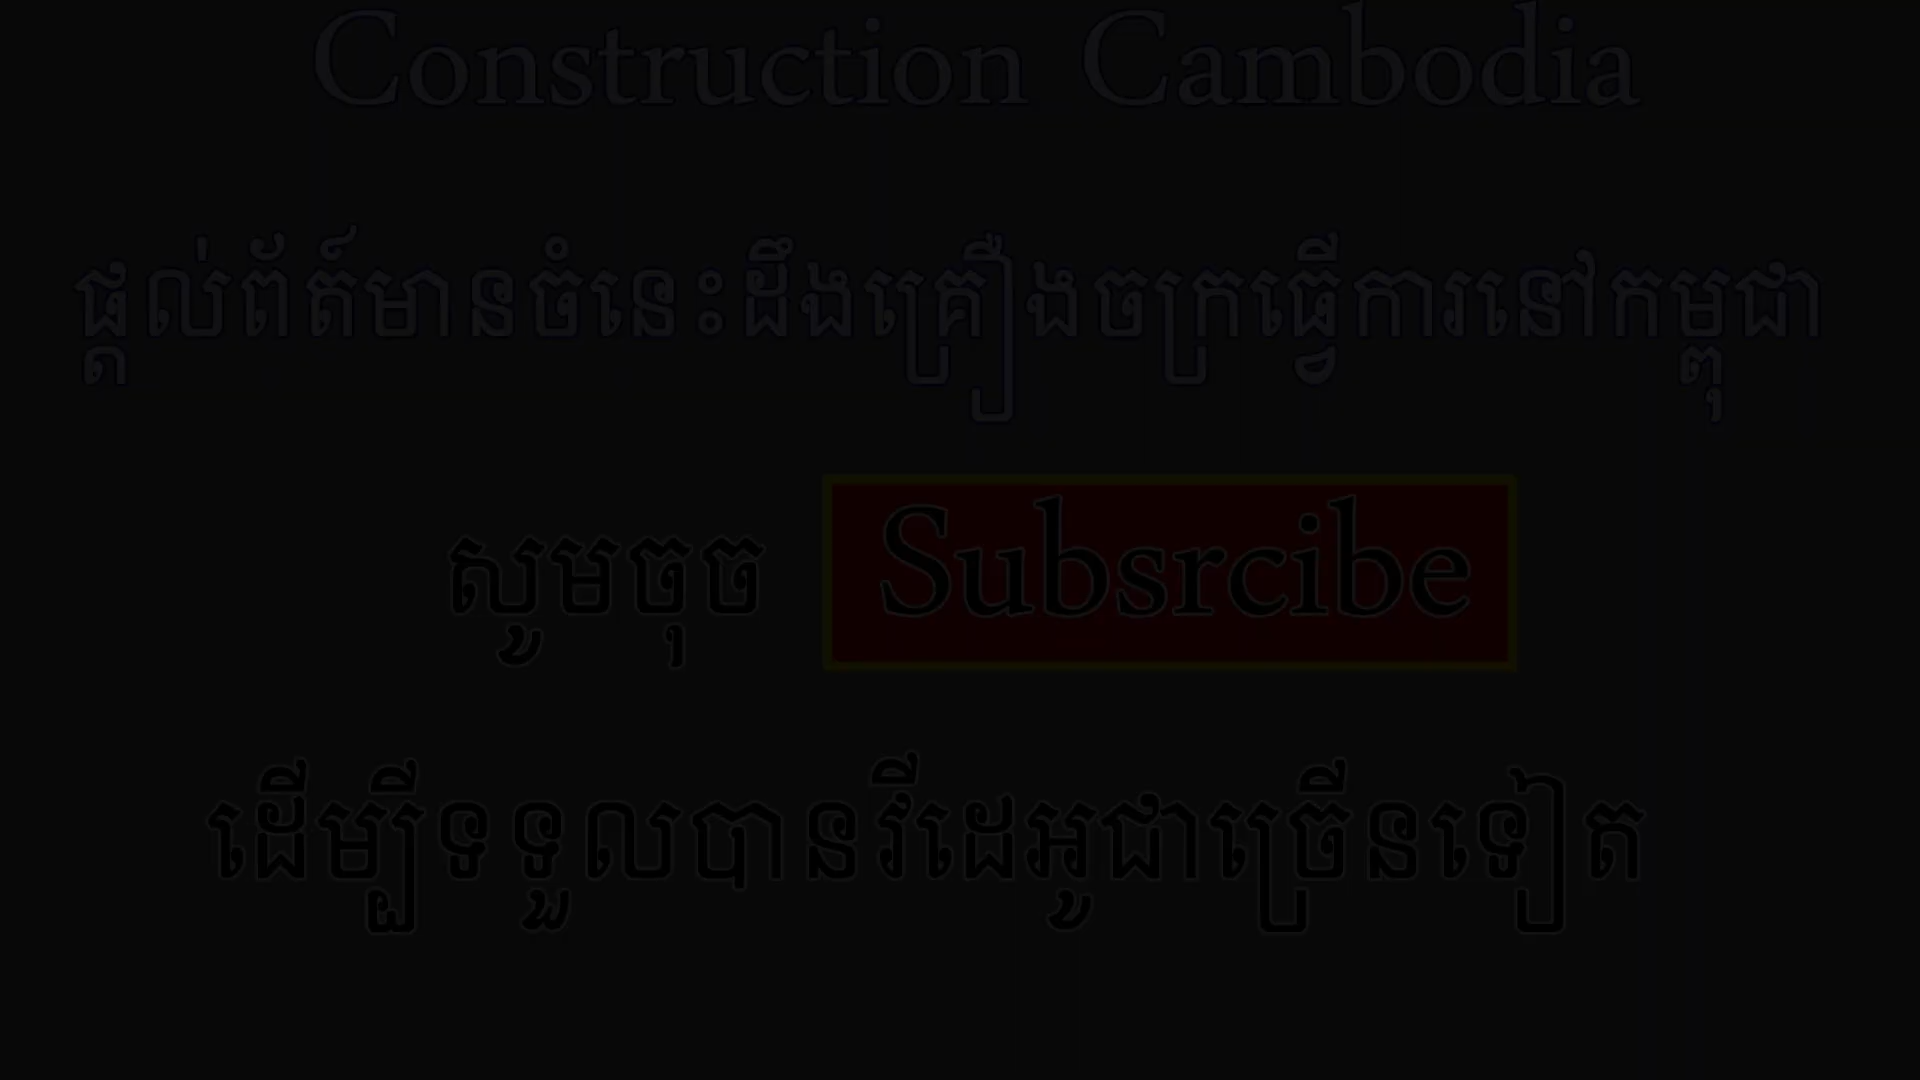 Construction Cambodia
ផ្តល់ព័ត៍មានចំនេះដឹងគ្រឿងចក្រធ្វើការនៅកម្ពុជា
សូមចុច Subsrcibe
ដើម្បីទទួលបានវីដេអូជាច្រើនទៀត